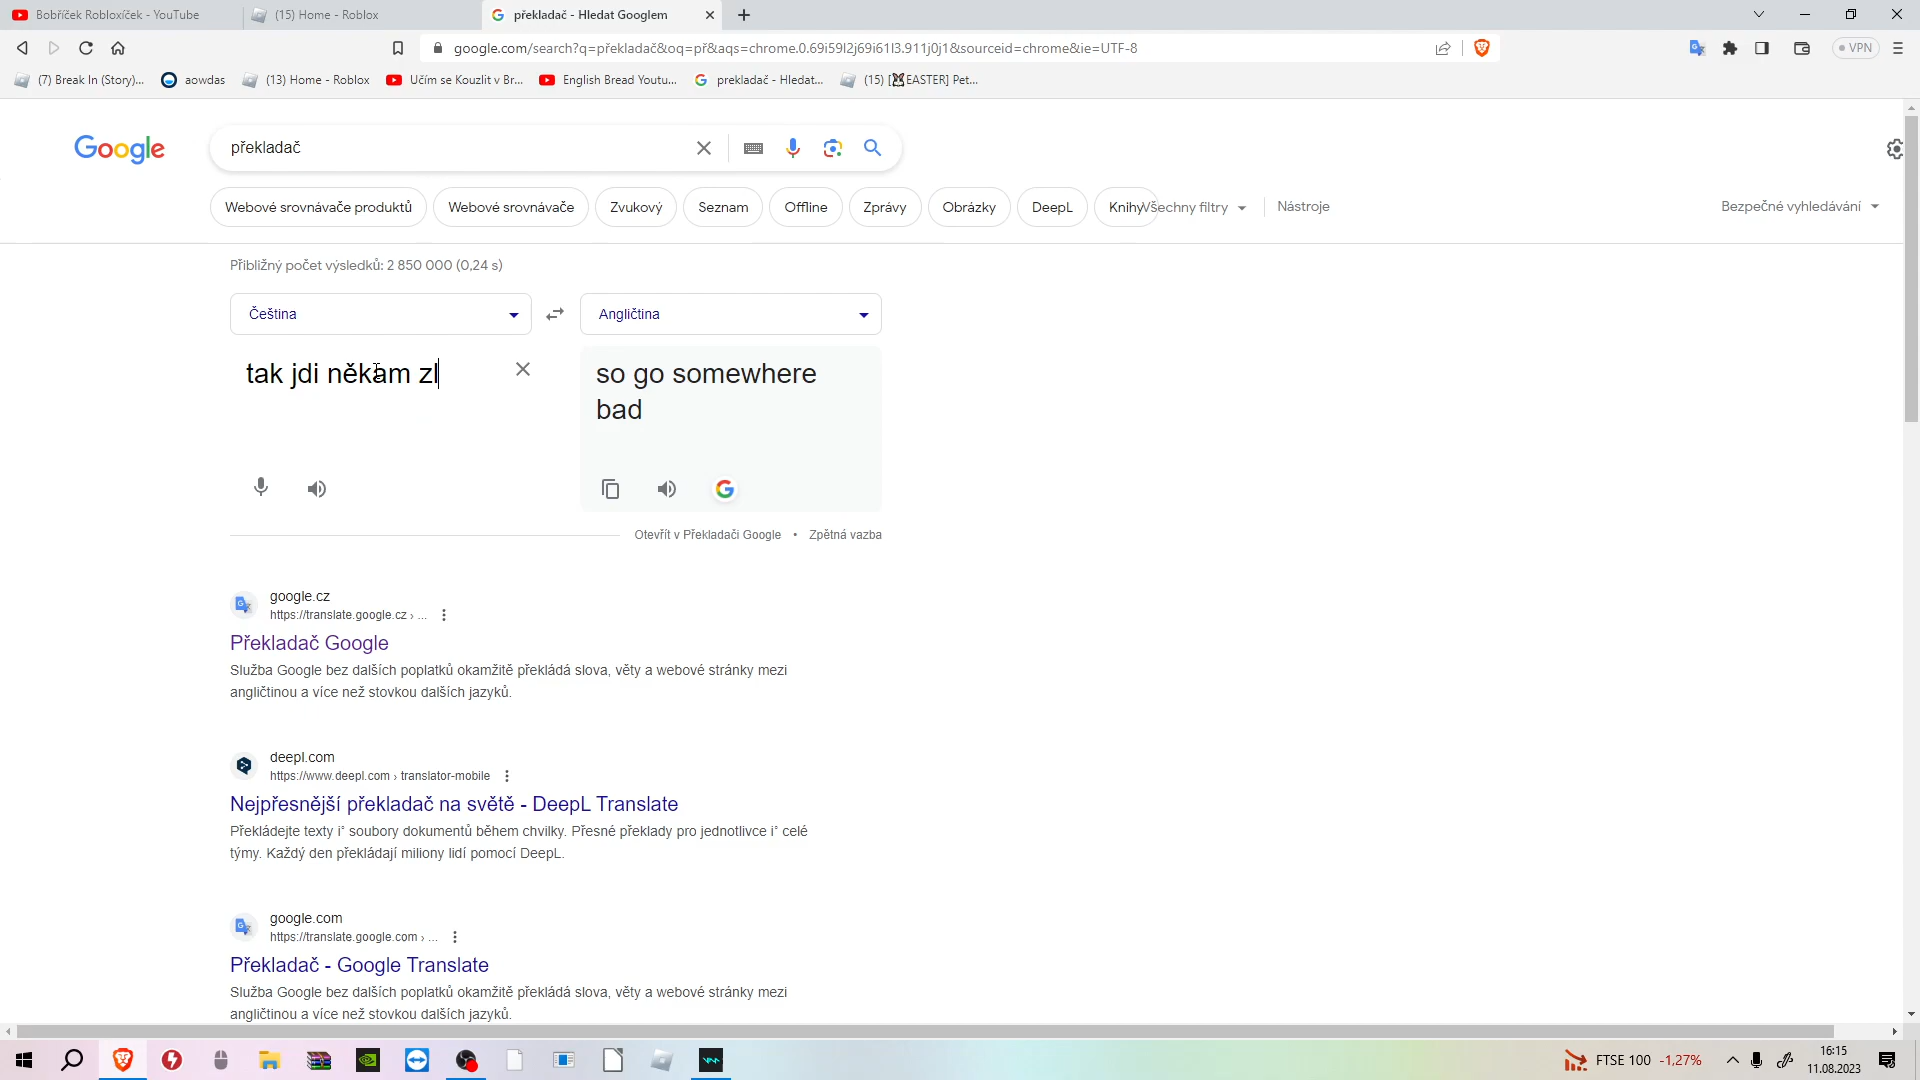 Bobříček Robloxíček - YouTube
(15) Home - Roblox
překladač - Hledat Googlem
google.com/search?q=překladač&oq=př&aqs=chrome.0.69i59l2j69i61l3.911j0j1&sourceid=chrome&ie=UTF-8
VPN
(7) Break In (Story)...
aowdas
(13) Home - Roblox
Učím se Kouzlit v Br...
English Bread Youtu...
prekladač - Hledat...
(15) [🐰EASTER] Pet...
Google
překladač
Webové srovnávače produktů
Webové srovnávače
Zvukový
Seznam
Offline
Zprávy
Obrázky
DeepL
Knihy
Všechny filtry
Nástroje
Bezpečné vyhledávání
Přibližný počet výsledků: 2 850 000 (0,24 s)
Čeština
Angličtina
tak jdi někam zl
so go somewhere
bad
Otevřít v Překladači Google • Zpětná vazba
google.cz
https://translate.google.cz › ...
Překladač Google
Služba Google bez dalších poplatků okamžitě překládá slova, věty a webové stránky mezi
angličtinou a více než stovkou dalších jazyků.
deepl.com
https://www.deepl.com › translator-mobile
Nejpřesnější překladač na světě - DeepL Translate
Překládejte texty i° soubory dokumentů během chvilky. Přesné překlady pro jednotlivce i° celé
týmy. Každý den překládají miliony lidí pomocí DeepL.
google.com
https://translate.google.com › ...
Překladač - Google Translate
Služba Google bez dalších poplatků okamžitě překládá slova, věty a webové stránky mezi
angličtinou a více než stovkou dalších jazyků.
FTSE 100 -1,27%
16:15
11.08.2023